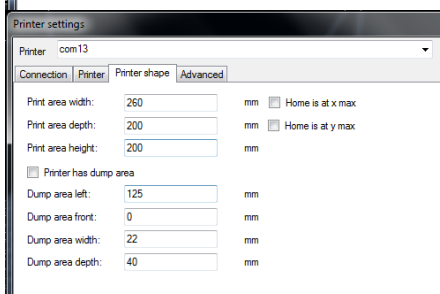 Printer settings
Printer com13
Connection Printer Printer shape Advanced
Print area width: 260 mm Home is at x max
Print area depth: 200 mm Home is at y max
Print area height: 200 mm
Printer has dump area
Dump area left: 125 mm
Dump area front: 0 mm
Dump area width: 22 mm
Dump area depth: 40 mm